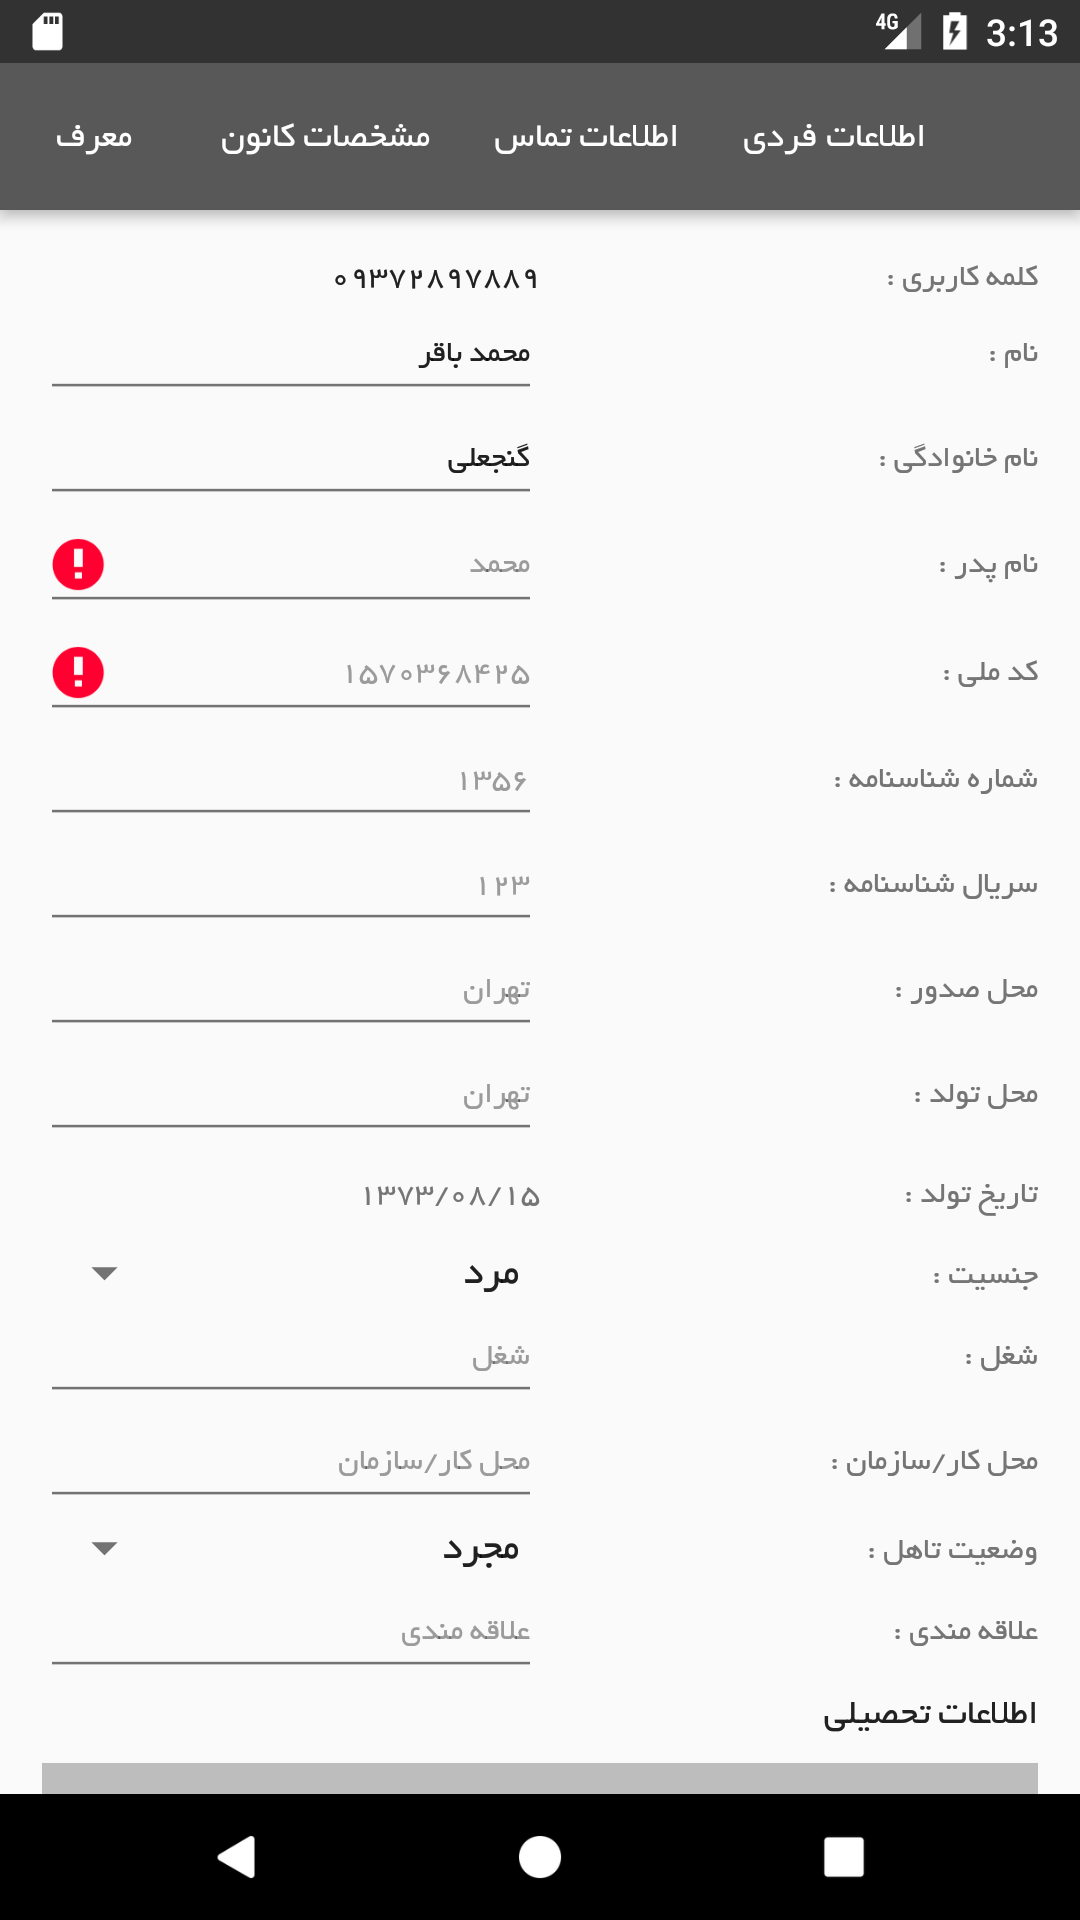 4G 3:13
اطلاعات فردی اطلاعات تماس مشخصات کانون معرف
کلمه کاربری : ۰۹۳۷۲۸۹۷۸۸۹
نام : محمد باقر
نام خانوادگی : گنجعلی
نام پدر : محمد
کد ملی : ۱۵۷۰۳۶۸۴۲۵
شماره شناسنامه : ۱۳۵۶
سریال شناسنامه : ۱۲۳
محل صدور : تهران
محل تولد : تهران
تاریخ تولد : ۱۳۷۳/۰۸/۱۵
جنسیت : مرد
شغل : شغل
محل کار/سازمان : محل کار/سازمان
وضعیت تاهل : مجرد
علاقه مندی : علاقه مندی
اطلاعات تحصیلی